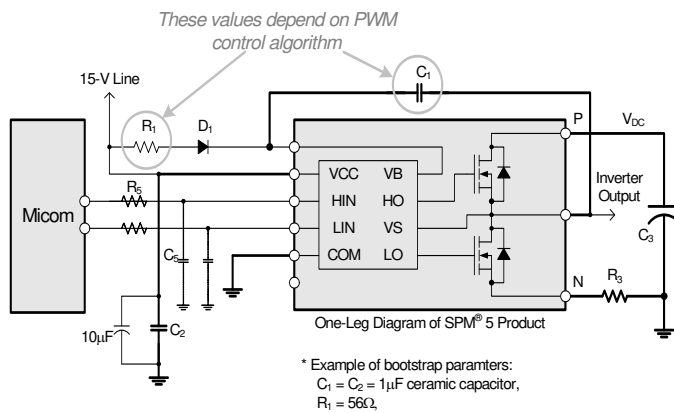 These values depend on PWM
control algorithm
15-V Line
C1
R1
D1
P
VDC
VCC
VB
R5
HIN
HO
Inverter
Output
Micom
LIN
VS
C5
COM
LO
C3
N
R3
10μF
C2
One-Leg Diagram of SPM® 5 Product
* Example of bootstrap paramters:
C1 = C2 = 1μF ceramic capacitor,
R1 = 56Ω,